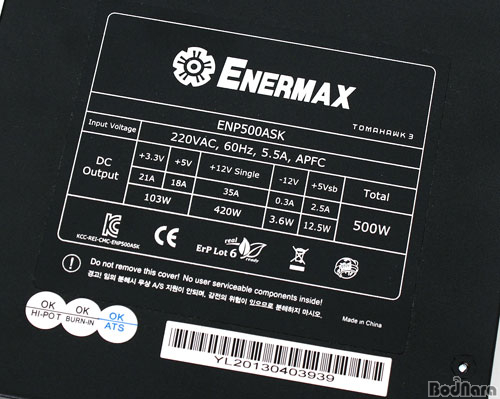 ENERMAX
TOMAHAWK 3
ENP500ASK
Input Voltage 220VAC, 60Hz, 5.5A, APFC
DC Output +3.3V +5V +12V Single -12V +5Vsb Total
21A 18A 35A 0.3A 2.5A 500W
103W 420W 3.6W 12.5W
KCC-REI-CMC-ENP500ASK
CE
ErP Lot 6 real ready
Do not remove this cover! No user serviceable components inside!
경고! 임의 분해시 무상 A/S 지원이 안되며, 감전의 위험이 있으므로 분해하지 마시오.
Made in China
OK HI-POT
OK BURN-IN
OK ATS
YL20130403939
BodNara